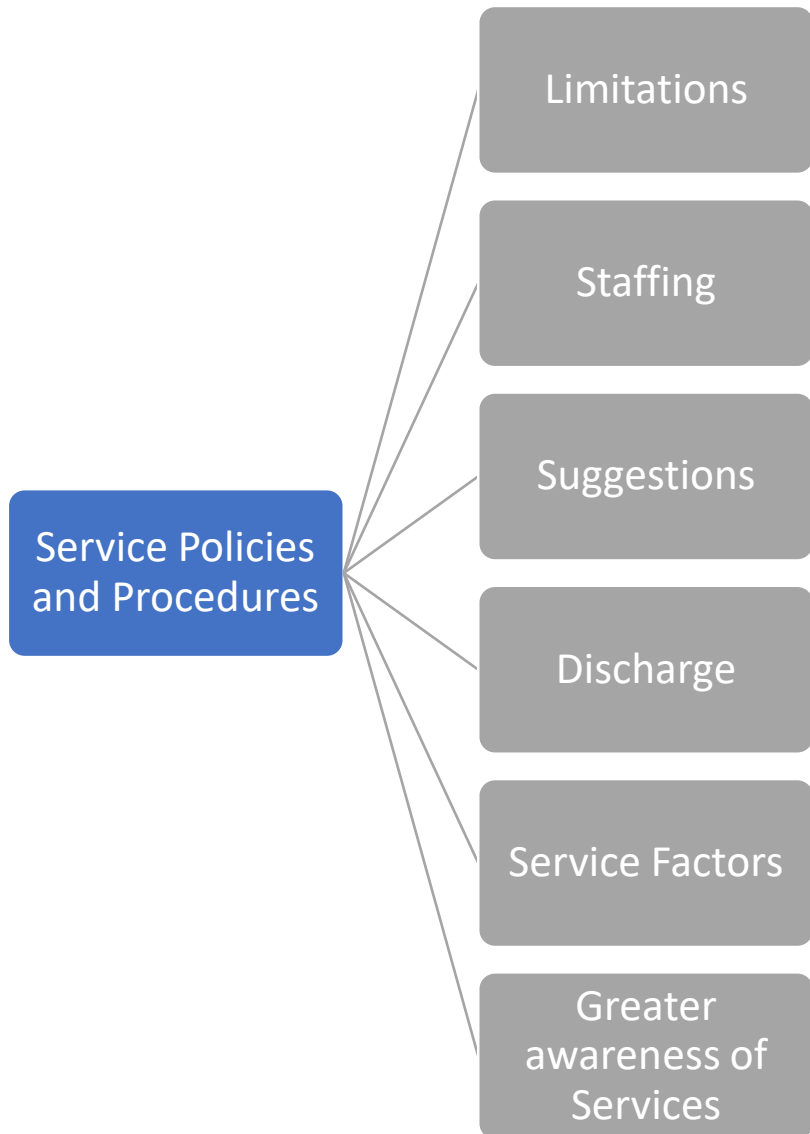 Limitations
Staffing
Suggestions
Service Policies
and Procedures
Discharge
Service Factors
Greater
awareness of
Services